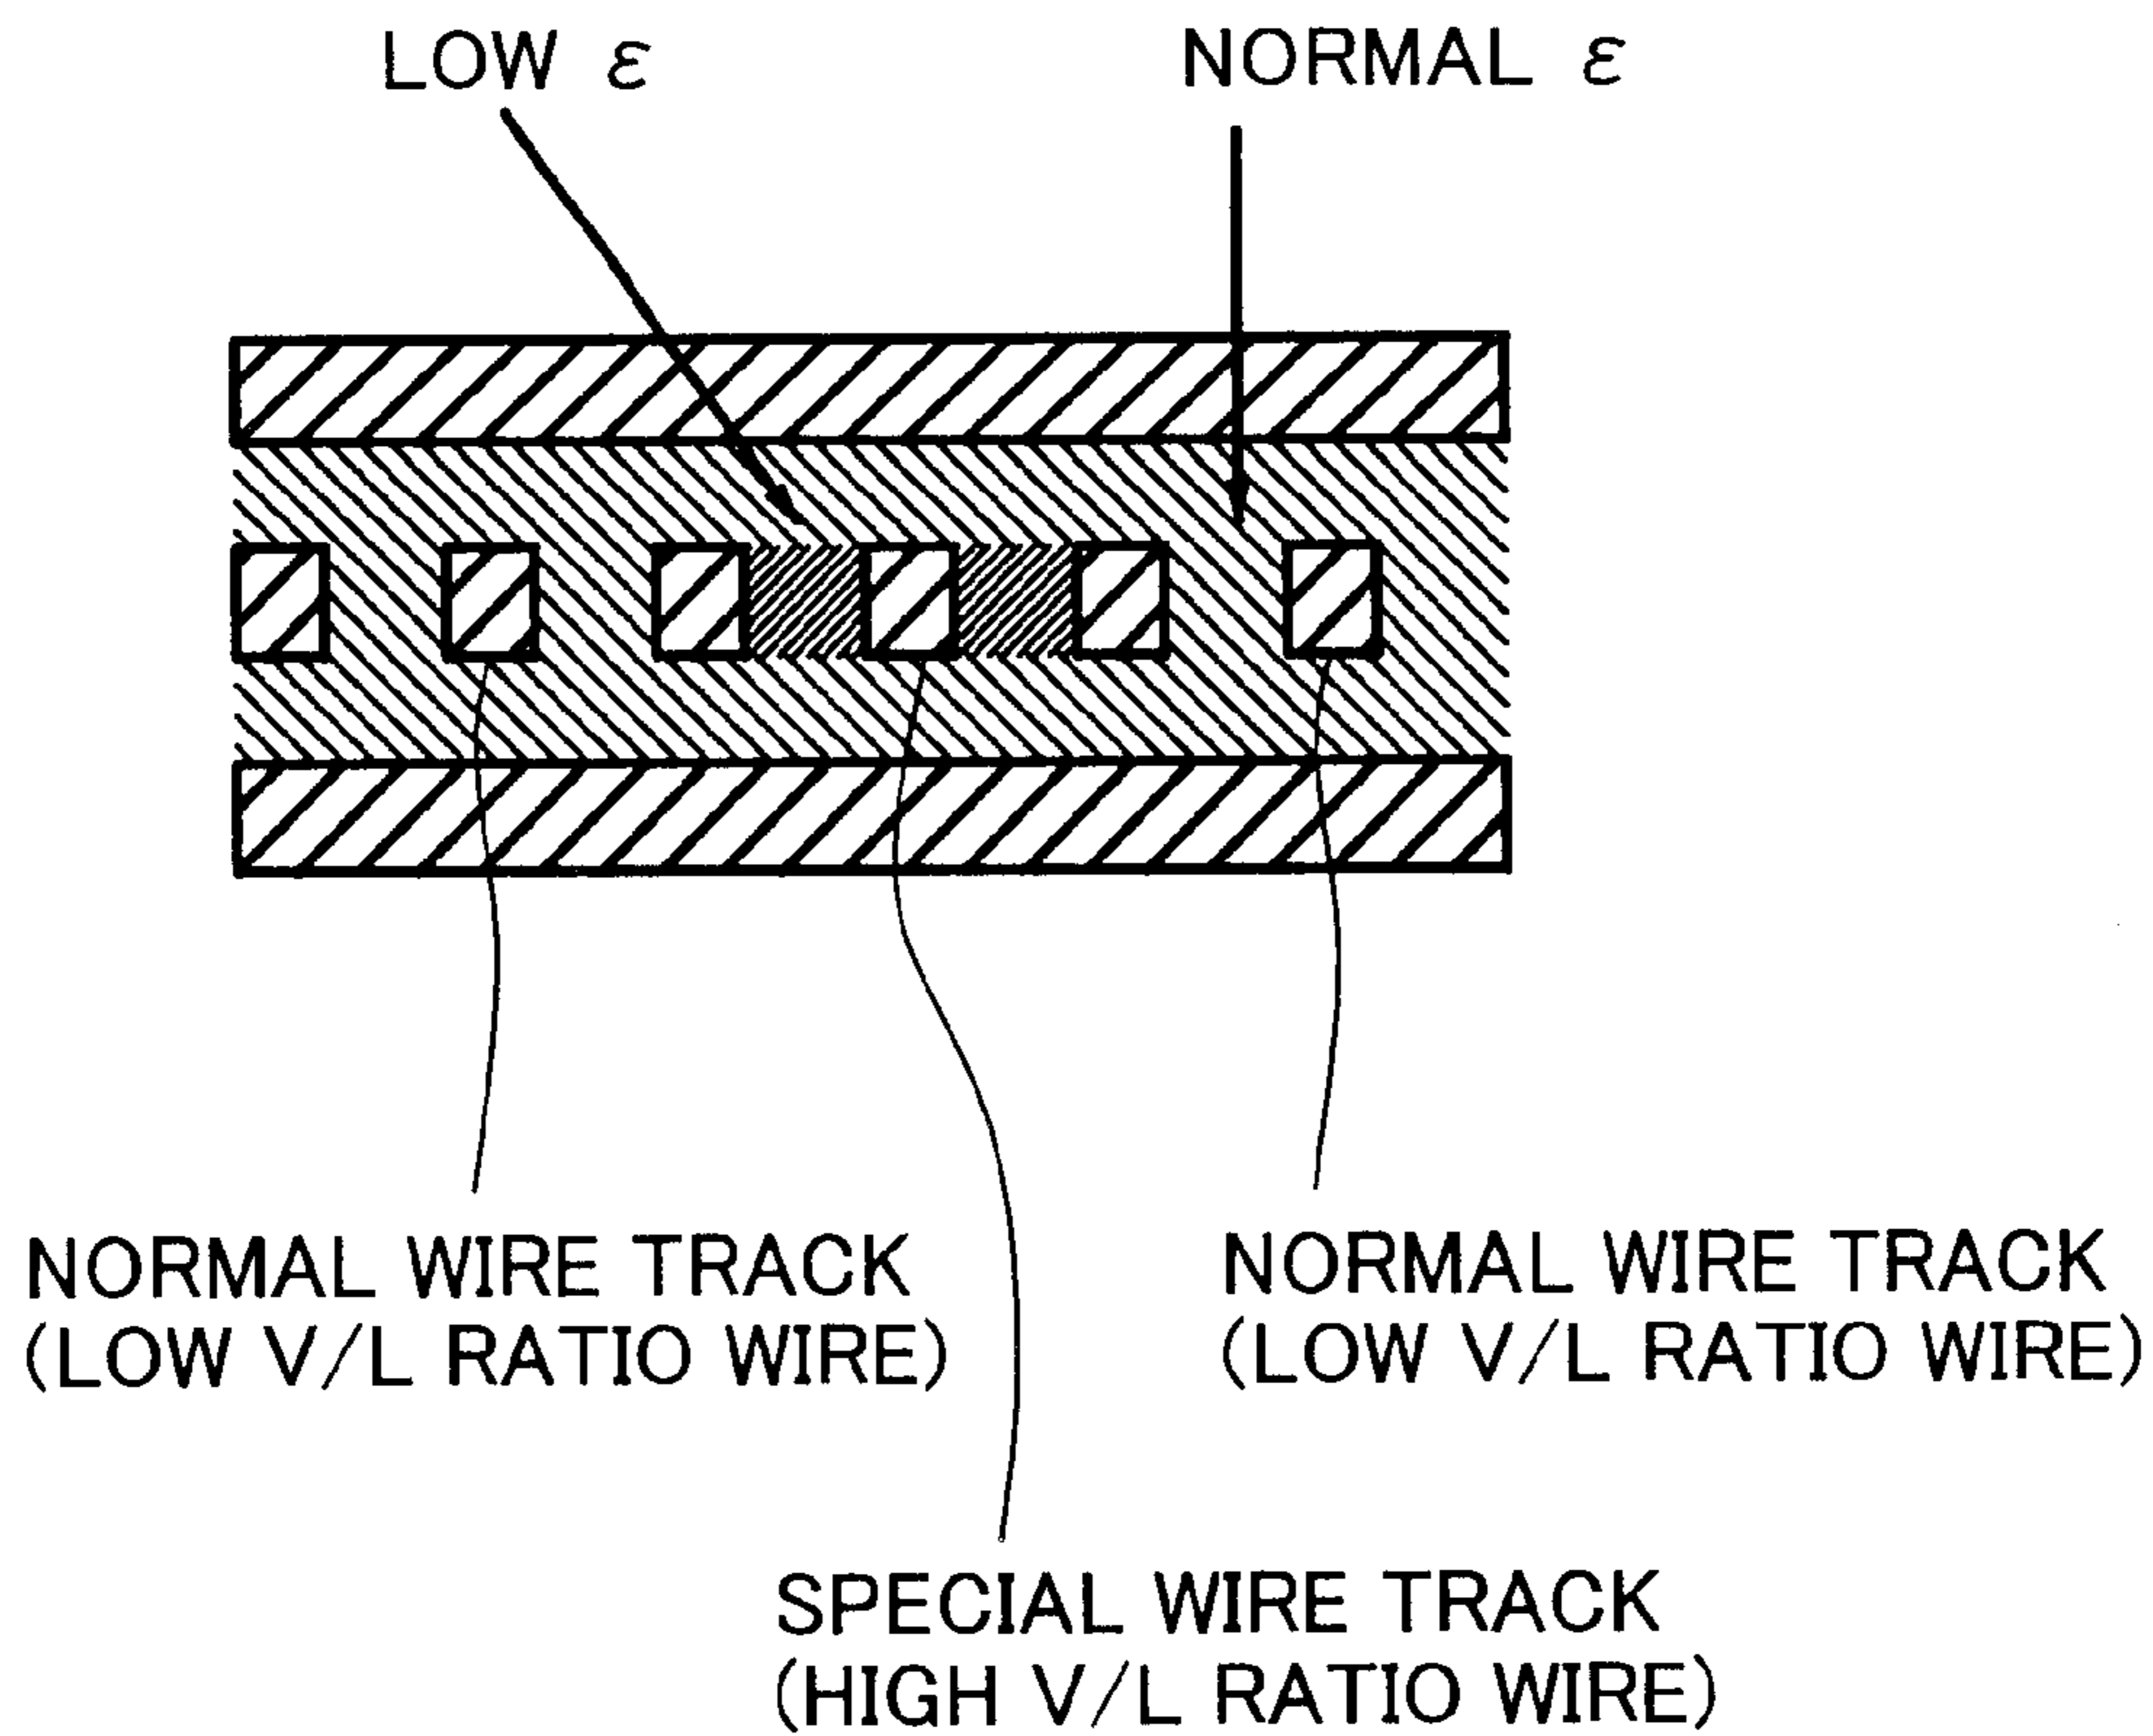 LOW ε
NORMAL ε
NORMAL WIRE TRACK
(LOW V/L RATIO WIRE)
NORMAL WIRE TRACK
(LOW V/L RATIO WIRE)
SPECIAL WIRE TRACK
(HIGH V/L RATIO WIRE)